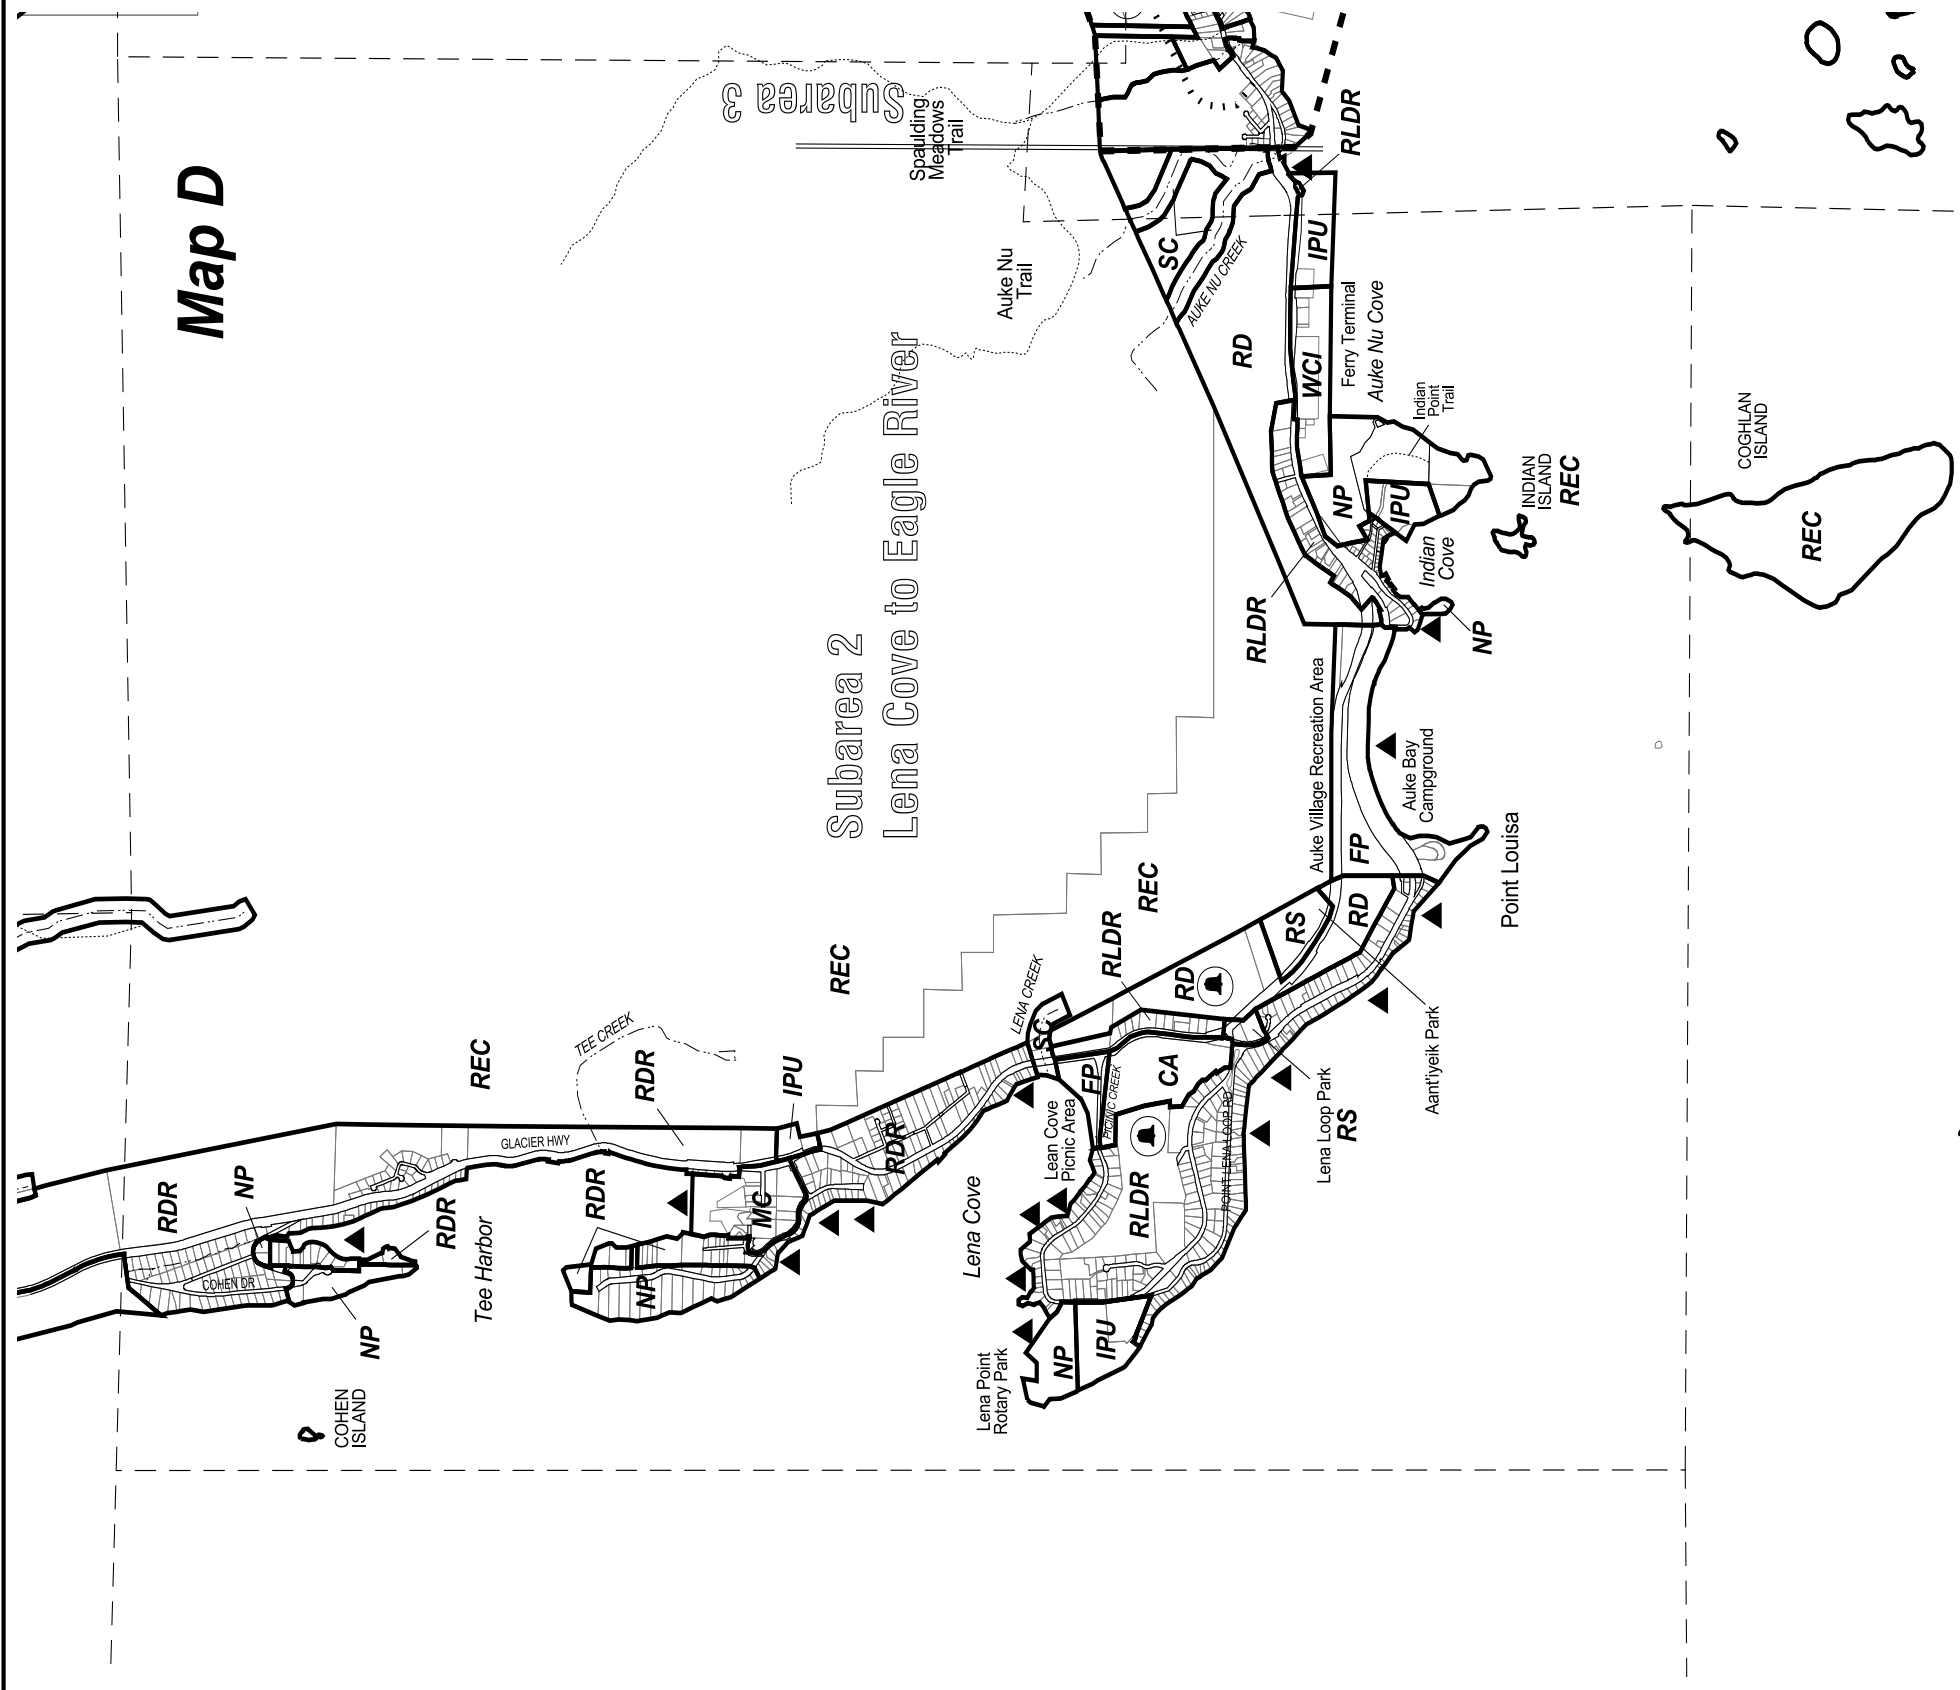 Map D
Subarea 3
Spaulding
Meadows
Trail
RLDR
SC
AUKE NU CREEK
IPU
Auke Nu
Trail
RD
WCI
Ferry Terminal
Auke Nu Cove
Indian
Point
Trail
COGHLAN
ISLAND
REC
INDIAN
ISLAND
REC
NP
IPU
Indian
Cove
RLDR
NP
Subarea 2
Lena Cove to Eagle River
Auke Village Recreation Area
Auke Bay
Campground
FP
Point Louisa
REC
RLDR
RS
RD
RD
REC
LENA CREEK
SC
FP
PICNIC CREEK
CA
Aant'iyeik Park
Lena Loop Park
RS
POINT LENA LOOP RD
Lean Cove
Picnic Area
RLDR
Lena Cove
NP
IPU
Lena Point
Rotary Park
REC
TEE CREEK
RDR
IPU
GLACIER HWY
RDR
RDR
MC
NP
RDR
NP
RDR
COHEN DR
NP
Tee Harbor
COHEN
ISLAND